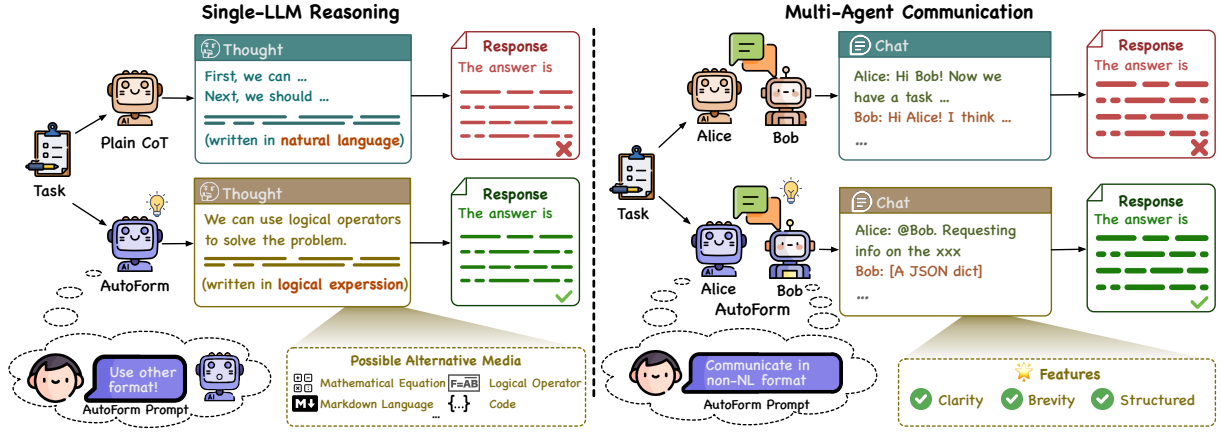 Single-LLM Reasoning
Thought
First, we can ...
Next, we should ...
(written in natural language)
Response
The answer is
Plain CoT
AI
Task
Thought
We can use logical operators
to solve the problem.
(written in logical experssion)
Response
The answer is
AI
AutoForm
Use other
format!
AutoForm Prompt
AI
Possible Alternative Media
Mathematical Equation
F=AB
Logical Operator
M
Markdown Language
{...}
Code
...
Multi-Agent Communication
Chat
Alice: Hi Bob! Now we
have a task ...
Bob: Hi Alice! I think ...
...
Response
The answer is
AI
Alice
Bob
Task
Chat
Alice: @Bob. Requesting
info on the xxx
Bob: [A JSON dict]
...
Response
The answer is
AI
Alice
Bob
AutoForm
Communicate in
non-NL format
AutoForm Prompt
Features
Clarity
Brevity
Structured